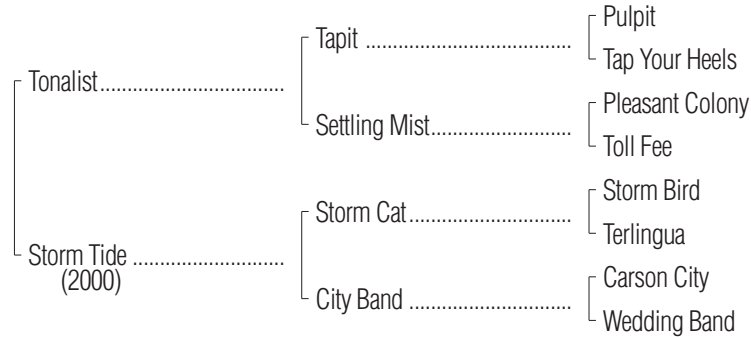 Pulpit
Tapit ......................................
Tap Your Heels
Tonalist..................................
Pleasant Colony
Settling Mist..........................
Toll Fee
Storm Bird
Storm Cat..............................
Terlingua
Storm Tide ............................
(2000)
Carson City
City Band ..............................
Wedding Band